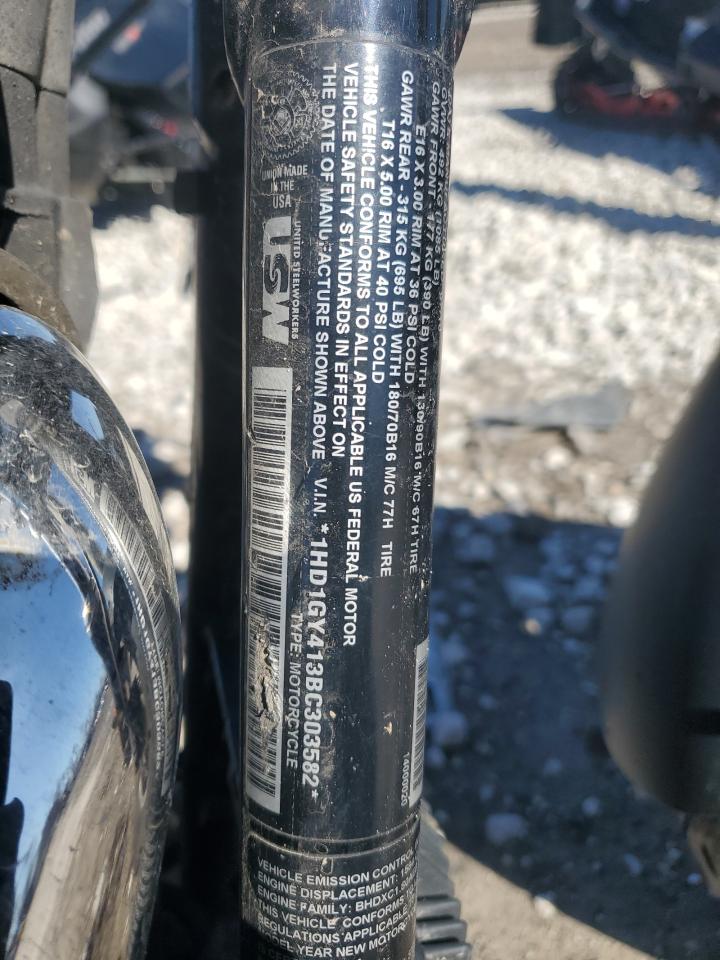 GAWR FRONT - 177 KG (390 LB) WITH 130/90B16 M/C 67H TIRE
E16 X 3.00 RIM AT 36 PSI COLD
GAWR REAR - 315 KG (695 LB) WITH 180/70B16 M/C 77H TIRE
T16 X 5.00 RIM AT 40 PSI COLD
THIS VEHICLE CONFORMS TO ALL APPLICABLE US FEDERAL MOTOR
VEHICLE SAFETY STANDARDS IN EFFECT ON
THE DATE OF MANUFACTURE SHOWN ABOVE V.I.N. *1HD1GY413BC303582*
TYPE: MOTORCYCLE
UNION MADE
IN THE
USA
UNITED STEELWORKERS
USW
14000026
VEHICLE EMISSION CONTROL
ENGINE DISPLACEMENT:
ENGINE FAMILY:
THIS VEHICLE CONFORMS
REGULATIONS APPLICABLE
MODEL YEAR NEW